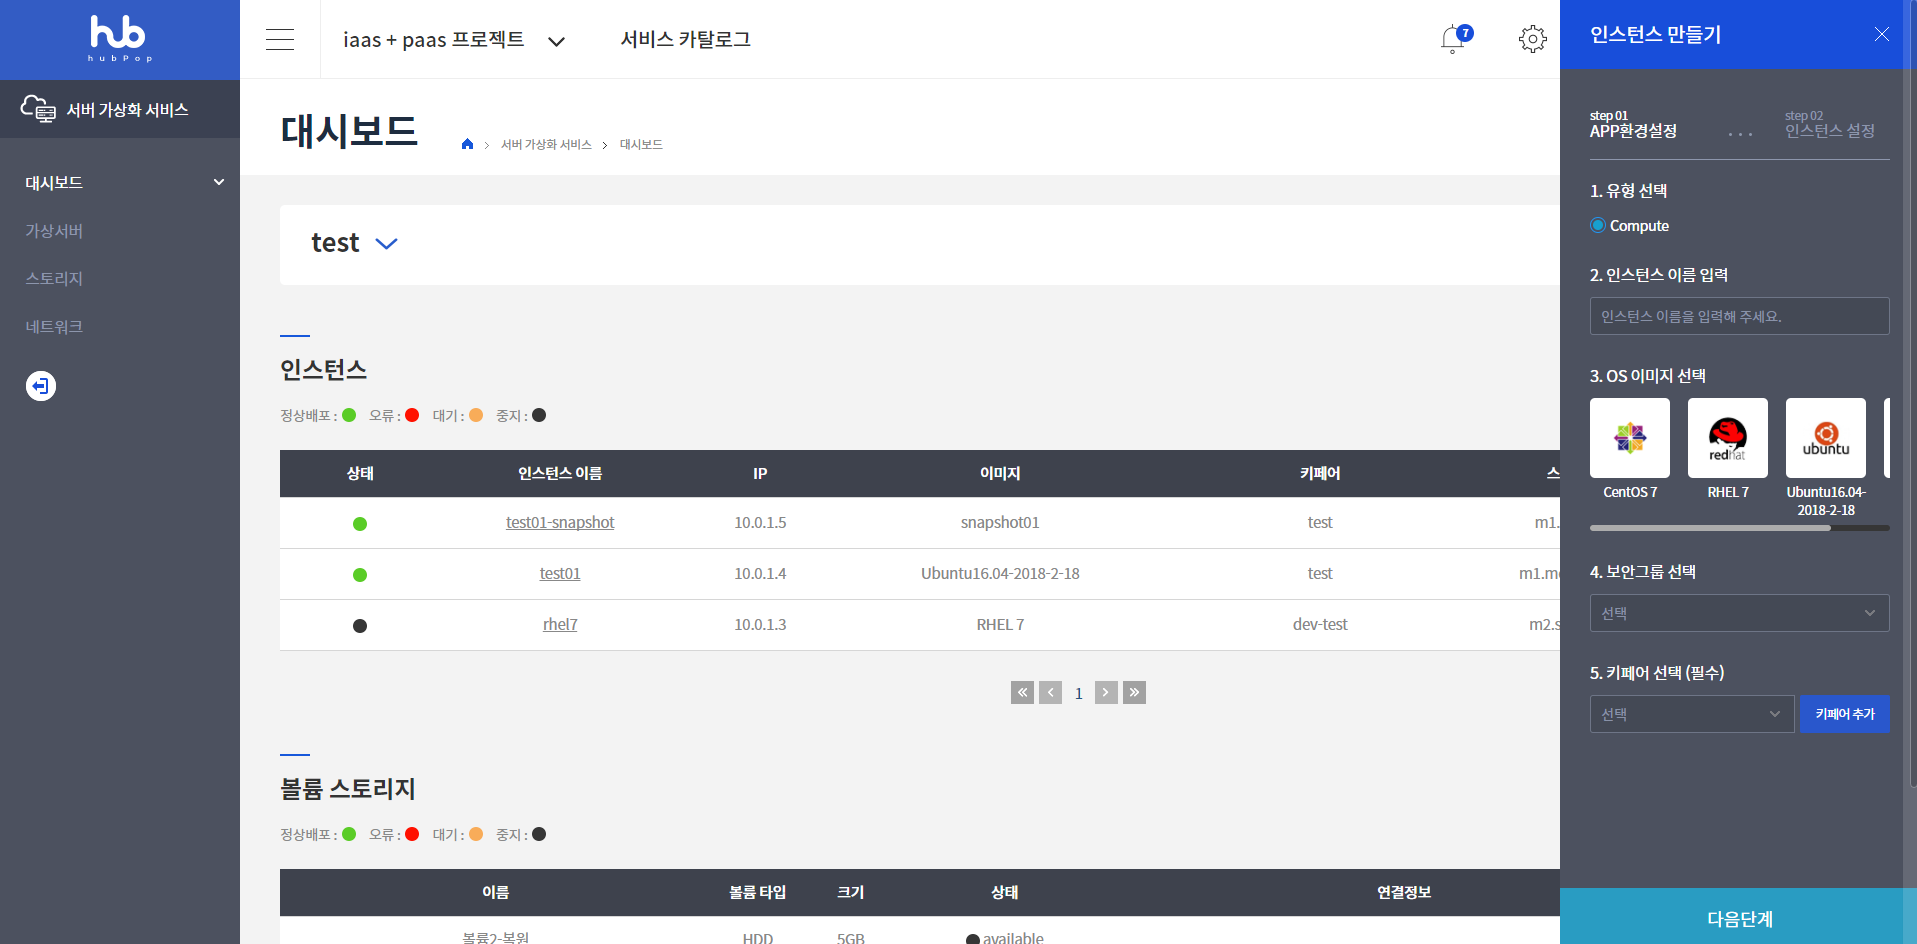 hub
hubPop
iaas + paas 프로젝트
서비스 카탈로그
7
인스턴스 만들기
서버 가상화 서비스
대시보드
가상서버
스토리지
네트워크
대시보드
서버 가상화 서비스
대시보드
test
인스턴스
정상배포 : 오류 : 대기 : 중지 :
상태 인스턴스 이름 IP 이미지 키페어 스
test01-snapshot 10.0.1.5 snapshot01 test m1.
test01 10.0.1.4 Ubuntu16.04-2018-2-18 test m1.me
rhel7 10.0.1.3 RHEL 7 dev-test m2.s
1
볼륨 스토리지
정상배포 : 오류 : 대기 : 중지 :
이름 볼륨 타입 크기 상태 연결정보
볼륨2-복원 HDD 5GB available
step 01
APP환경설정
...
step 02
인스턴스 설정
1. 유형 선택
Compute
2. 인스턴스 이름 입력
인스턴스 이름을 입력해 주세요.
3. OS 이미지 선택
redhat
ubuntu
CentOS 7
RHEL 7
Ubuntu16.04-
2018-2-18
4. 보안그룹 선택
선택
5. 키페어 선택 (필수)
선택
키페어 추가
다음단계